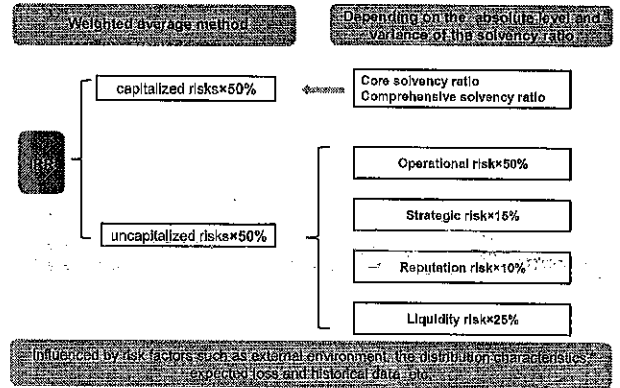 Weighted average method
Depending on the absolute level and
variance of the solvency ratio
capitalized risks×50%
Core solvency ratio
Comprehensive solvency ratio
IRR
Operational risk×50%
Strategic risk×15%
uncapitalized risks×50%
Reputation risk×10%
Liquidity risk×25%
Influenced by risk factors such as external environment, the distribution characteristics,
expected loss and historical data, etc.